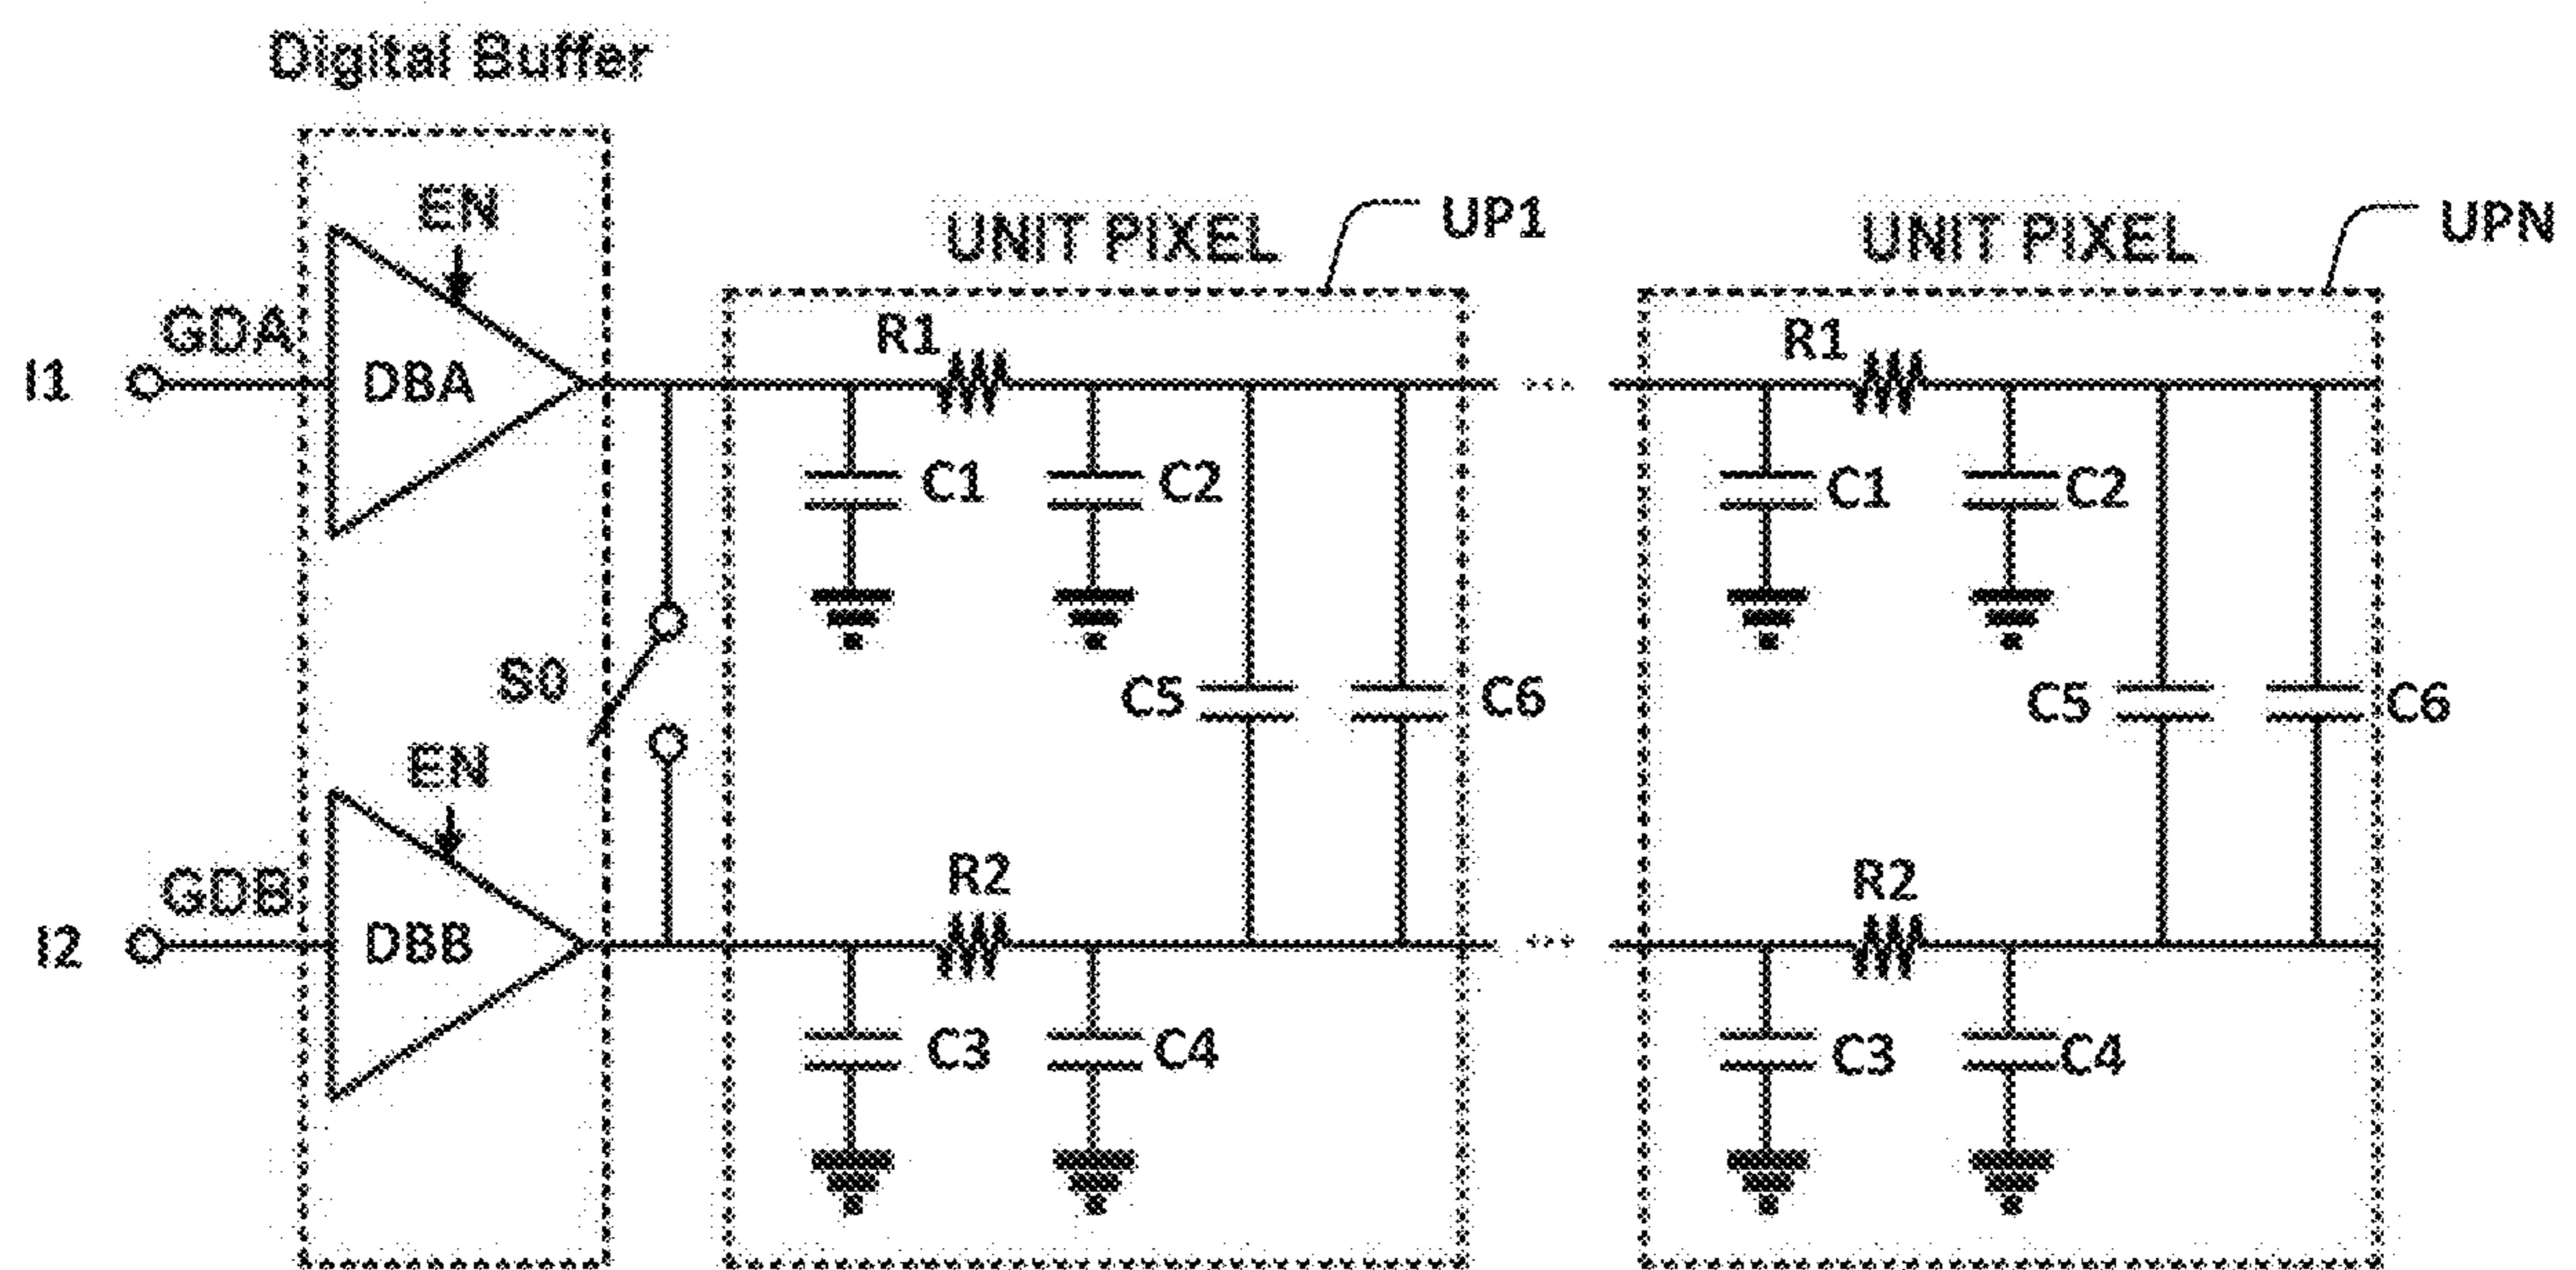 Digital Buffer
EN
UNIT PIXEL
UP1
UNIT PIXEL
UPN
I1
GDA
DBA
R1
C1
C2
R1
C1
C2
S0
C5
C6
C5
C6
EN
I2
GDB
DBB
R2
C3
C4
R2
C3
C4